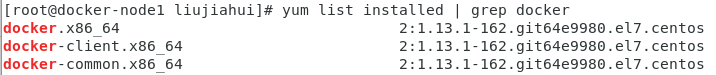 [root@docker-node1 liujiahui]# yum list installed | grep docker
docker.x86_64 2:1.13.1-162.git64e9980.el7.centos
docker-client.x86_64 2:1.13.1-162.git64e9980.el7.centos
docker-common.x86_64 2:1.13.1-162.git64e9980.el7.centos